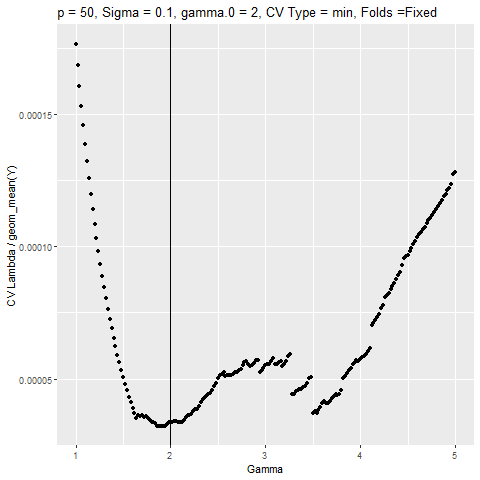 p = 50, Sigma = 0.1, gamma.0 = 2, CV Type = min, Folds =Fixed
CV Lambda / geom_mean(Y)
0.00015
0.00010
0.00005
1 2 3 4 5
Gamma